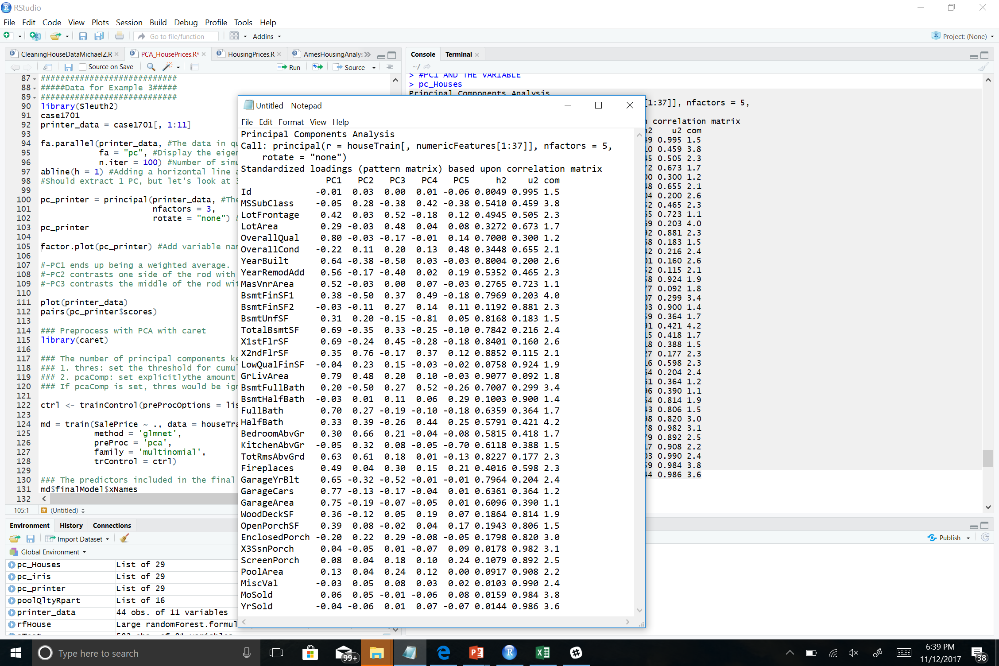 RStudio
File Edit Code View Plots Session Build Debug Profile Tools Help
Go to file/function Addins Project: (None)
CleaningHouseDataMichaelZ.R PCA_HousePrices.R* HousingPrices.R AmesHousingAnalys
Source on Save Run Source
87 ############################
88 #####Data for Example 3#####
89 ############################
90 library(Sleuth2)
91 case1701
92 printer_data = case1701[, 1:11]
93
94 fa.parallel(printer_data, #The data in qu
95 fa = "pc", #Display the eiger
96 n.iter = 100) #Number of simu
97 abline(h = 1) #Adding a horizontal line a
98 #Should extract 1 PC, but let's look at 3
99
100 pc_printer = principal(printer_data, #The
101 nfactors = 3,
102 rotate = "none") #
103 pc_printer
104
105 factor.plot(pc_printer) #Add variable nam
106
107 #-PC1 ends up being a weighted average.
108 #-PC2 contrasts one side of the rod with
109 #-PC3 contrasts the middle of the rod wit
110
111 plot(printer_data)
112 pairs(pc_printer$scores)
113
114 ### Preprocess with PCA with caret
115 library(caret)
116
117 ### The number of principal components ke
118 ### 1. thres: set the threshold for cumul
119 ### 2. pcaComp: set explicitlythe amount
120 ### If pcaComp is set, thres would be ign
121
122 ctrl <- trainControl(preProcOptions = lis
123
124 md = train(SalePrice ~ ., data = houseTra
125 method = 'glmnet',
126 preProc = 'pca',
127 family = 'multinomial',
128 trControl = ctrl)
129
130 ### The predictors included in the final
131 md$finalModel$xNames
132
105:1 (Untitled)
Environment History Connections
Import Dataset
Global Environment
pc_Houses List of 29
pc_iris List of 29
pc_printer List of 29
poolQltyRpart List of 16
printer_data 44 obs. of 11 variables
rfHouse Large randomForest.formul
Console Terminal
~/
> #PC1 AND THE VARIABLE
> pc_Houses
Principal Components Analysis
[1:37]], nfactors = 5,
correlation matrix
h2 u2 com
49 0.995 1.5
10 0.459 3.8
45 0.505 2.3
72 0.673 1.7
00 0.300 1.2
48 0.655 2.1
04 0.200 2.6
52 0.465 2.3
65 0.723 1.1
69 0.203 4.0
92 0.881 2.3
68 0.183 1.5
42 0.216 2.4
01 0.160 2.6
52 0.115 2.1
58 0.924 1.9
77 0.092 1.8
07 0.299 3.4
03 0.900 1.4
59 0.364 1.7
91 0.421 4.2
15 0.418 1.7
18 0.388 1.5
27 0.177 2.3
16 0.598 2.3
64 0.204 2.4
61 0.364 1.2
96 0.390 1.1
64 0.814 1.9
43 0.806 1.5
98 0.820 3.0
78 0.982 3.1
79 0.892 2.5
17 0.908 2.2
03 0.990 2.4
59 0.984 3.8
44 0.986 3.6
Publish
Untitled - Notepad
File Edit Format View Help
Principal Components Analysis
Call: principal(r = houseTrain[, numericFeatures[1:37]], nfactors = 5,
rotate = "none")
Standardized loadings (pattern matrix) based upon correlation matrix
PC1 PC2 PC3 PC4 PC5 h2 u2 com
Id -0.01 0.03 0.00 0.01 -0.06 0.0049 0.995 1.5
MSSubClass -0.05 0.28 -0.38 0.42 -0.38 0.5410 0.459 3.8
LotFrontage 0.42 0.03 0.52 -0.18 0.12 0.4945 0.505 2.3
LotArea 0.29 -0.03 0.48 0.04 0.08 0.3272 0.673 1.7
OverallQual 0.80 -0.03 -0.17 -0.01 0.14 0.7000 0.300 1.2
OverallCond -0.22 0.11 0.20 0.13 0.48 0.3448 0.655 2.1
YearBuilt 0.64 -0.38 -0.50 0.03 -0.03 0.8004 0.200 2.6
YearRemodAdd 0.56 -0.17 -0.40 0.02 0.19 0.5352 0.465 2.3
MasVnrArea 0.52 -0.03 0.00 0.07 -0.03 0.2765 0.723 1.1
BsmtFinSF1 0.38 -0.50 0.37 0.49 -0.18 0.7969 0.203 4.0
BsmtFinSF2 -0.03 -0.11 0.27 0.14 0.11 0.1192 0.881 2.3
BsmtUnfSF 0.31 0.20 -0.15 -0.81 0.05 0.8168 0.183 1.5
TotalBsmtSF 0.69 -0.35 0.33 -0.25 -0.10 0.7842 0.216 2.4
X1stFlrSF 0.69 -0.24 0.45 -0.28 -0.18 0.8401 0.160 2.6
X2ndFlrSF 0.35 0.76 -0.17 0.37 0.12 0.8852 0.115 2.1
LowQualFinSF -0.04 0.23 0.15 -0.03 -0.02 0.0758 0.924 1.9
GrLivArea 0.79 0.48 0.20 0.10 -0.03 0.9077 0.092 1.8
BsmtFullBath 0.20 -0.50 0.27 0.52 -0.26 0.7007 0.299 3.4
BsmtHalfBath -0.03 0.01 0.11 0.06 0.29 0.1003 0.900 1.4
FullBath 0.70 0.27 -0.19 -0.10 -0.18 0.6359 0.364 1.7
HalfBath 0.33 0.39 -0.26 0.44 0.25 0.5791 0.421 4.2
BedroomAbvGr 0.30 0.66 0.21 -0.04 -0.08 0.5815 0.418 1.7
KitchenAbvGr -0.05 0.32 0.08 -0.05 -0.70 0.6118 0.388 1.5
TotRmsAbvGrd 0.63 0.61 0.18 0.01 -0.13 0.8227 0.177 2.3
Fireplaces 0.49 0.04 0.30 0.15 0.21 0.4016 0.598 2.3
GarageYrBlt 0.65 -0.32 -0.52 -0.01 -0.01 0.7964 0.204 2.4
GarageCars 0.77 -0.13 -0.17 -0.04 0.01 0.6361 0.364 1.2
GarageArea 0.75 -0.19 -0.07 -0.05 0.01 0.6096 0.390 1.1
WoodDeckSF 0.36 -0.12 0.05 0.19 0.07 0.1864 0.814 1.9
OpenPorchSF 0.39 0.08 -0.02 0.04 0.17 0.1943 0.806 1.5
EnclosedPorch -0.20 0.22 0.29 -0.08 -0.05 0.1798 0.820 3.0
X3SsnPorch 0.04 -0.05 0.01 -0.07 0.09 0.0178 0.982 3.1
ScreenPorch 0.08 0.04 0.18 0.10 0.24 0.1079 0.892 2.5
PoolArea 0.13 0.04 0.24 0.12 0.00 0.0917 0.908 2.2
MiscVal -0.03 0.05 0.08 0.03 0.02 0.0103 0.990 2.4
MoSold 0.06 0.05 -0.01 -0.06 0.08 0.0159 0.984 3.8
YrSold -0.04 -0.06 0.01 0.07 -0.07 0.0144 0.986 3.6
Type here to search
99+
6:39 PM
11/12/2017
38